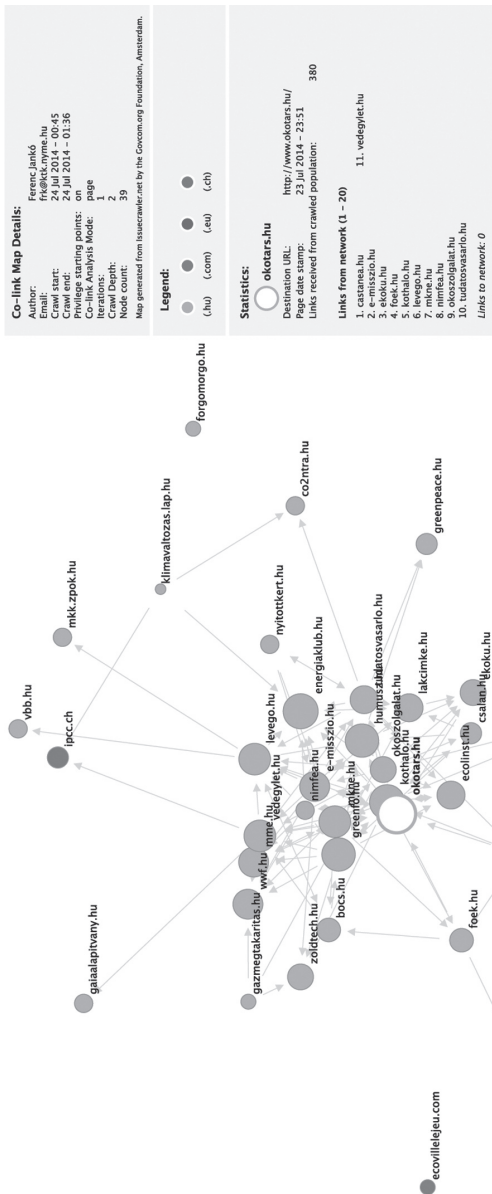 Co-link Map Details:
Author: Ferenc Jankó
Email: frk@ktk.nyme.hu
Crawl start: 24 Jul 2014 – 00:45
Crawl end: 24 Jul 2014 – 01:36
Privilege starting points: on
Co-link Analysis Mode: page
Iterations: 1
Crawl Depth: 2
Node count: 39
Map generated from issuecrawler.net by the Govcom.org Foundation, Amsterdam.
Legend:
(.hu) (.com) (.eu) (.ch)
Statistics:
okotars.hu
Destination URL: http://www.okotars.hu/
Page date stamp: 23 Jul 2014 - 23:51
Links received from crawled population: 380
Links from network (1 – 20)
1. castanea.hu 11. vedegylet.hu
2. e-misszio.hu
3. ekoku.hu
4. foek.hu
5. kothalo.hu
6. levego.hu
7. mkne.hu
8. nimfea.hu
9. okoszolgalat.hu
10. tudatosvasarlo.hu
Links to network: 0
vbb.hu
ipcc.ch
mkk.zpok.hu
gaiaalapitvany.hu
klimavaltozas.lap.hu
forgomorgo.hu
levego.hu
vedegylet.hu
mme.hu
wwf.hu
gazmegtakaritas.hu
nyitottkert.hu
co2ntra.hu
energiaklub.hu
e-misszio.hu
nimfea.hu
mkne.hu
greenfo.hu
zoldtech.hu
bocs.hu
tudatosvasarlo.hu
humusz.hu
okoszolgalat.hu
kothalo.hu
okotars.hu
lakcimke.hu
greenpeace.hu
ekoku.hu
csalan.hu
ecolinst.hu
foek.hu
ecovillelejeu.com